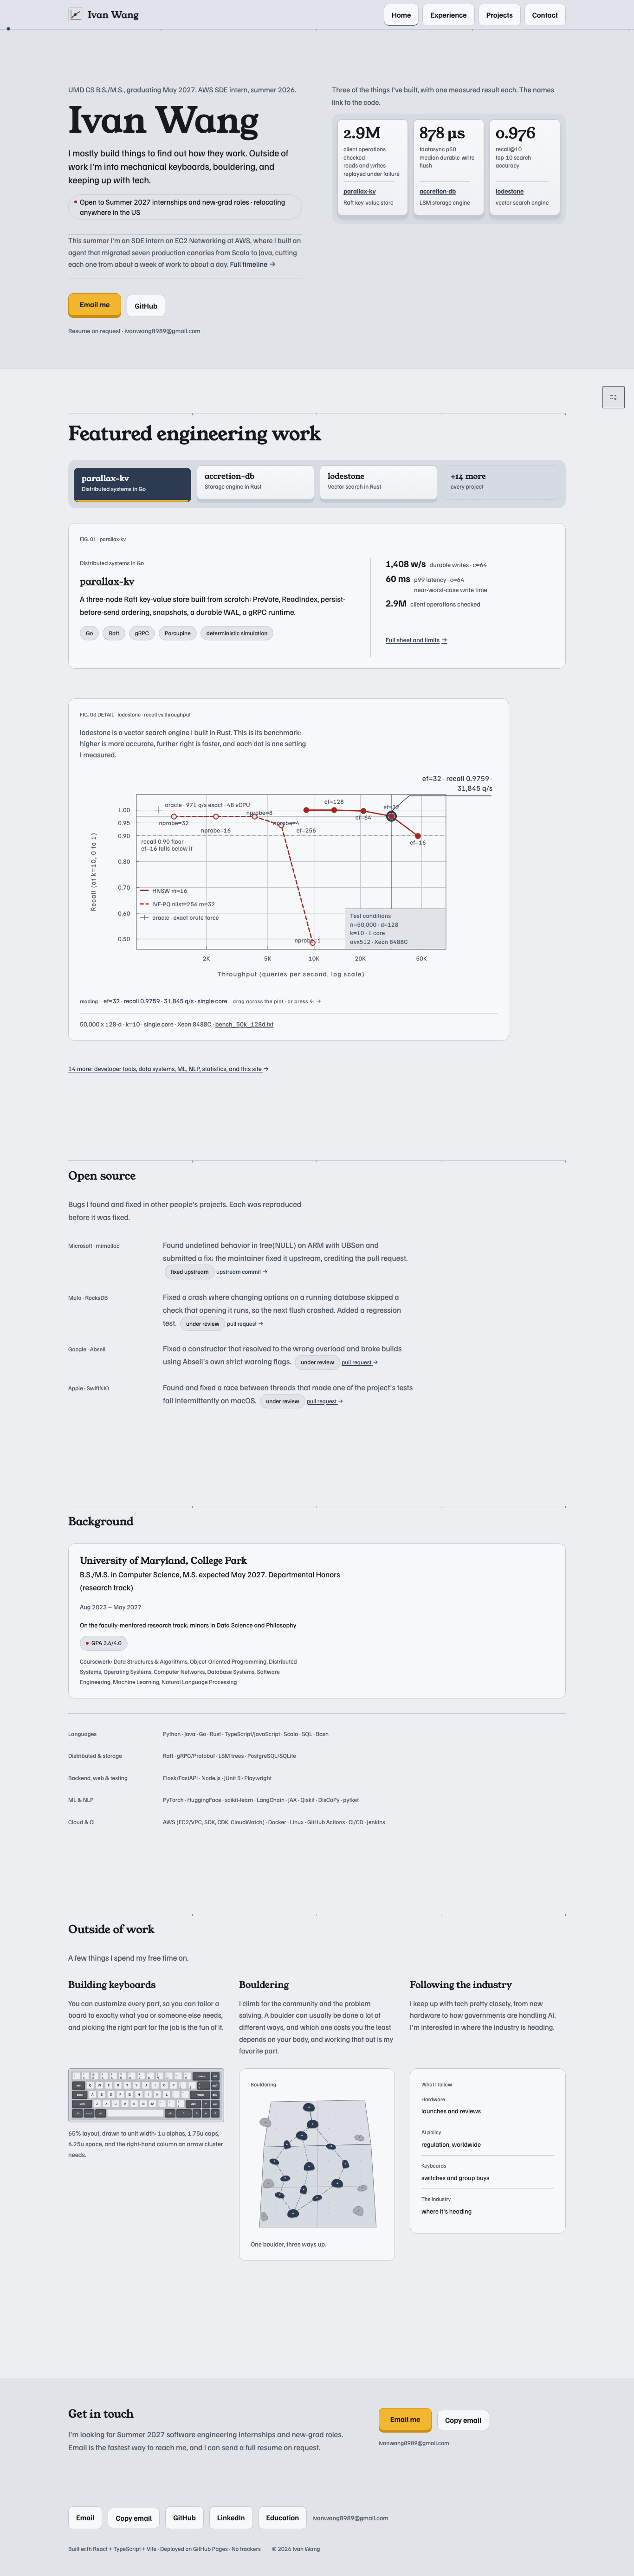 Ivan Wang
Home
Experience
Projects
Contact
UMD CS B.S./M.S., graduating May 2027. AWS SDE intern, summer 2026.
Ivan Wang
I mostly build things to find out how they work. Outside of
work I'm into mechanical keyboards, bouldering, and
keeping up with tech.
Open to Summer 2027 internships and new-grad roles · relocating
anywhere in the US
This summer I'm an SDE intern on EC2 Networking at AWS, where I built an
agent that migrated seven production canaries from Scala to Java, cutting
each one from about a week of work to about a day. Full timeline →
Email me
GitHub
Resume on request · ivanwang8989@gmail.com
Three of things I've built, with one measured result each. The names
link to the code.
2.9M
client operations
checked
reads and writes
replayed under failure
parallax-kv
Raft key-value store
878 µs
fdatasync p50
median durable-write
flush
accretion-db
LSM storage engine
0.976
recall@10
top-10 search
accuracy
lodestone
vector search engine
Featured engineering work
parallax-kv
Distributed systems in Go
accretion-db
Storage engine in Rust
lodestone
Vector search in Rust
+14 more
every project
FIG. 01 · parallax-kv
Distributed systems in Go
parallax-kv
A three-node Raft key-value store built from scratch: PreVote, ReadIndex, persist-
before-send ordering, snapshots, a durable WAL, a gRPC runtime.
Go
Raft
gRPC
Porcupine
deterministic simulation
1,408 w/s durable writes · c=64
60 ms p99 latency · c=64
near-worst-case write time
2.9M client operations checked
Full sheet and limits →
FIG. 03 DETAIL · lodestone · recall vs throughput
lodestone is a vector search engine I built in Rust. This is its benchmark:
higher is more accurate, further right is faster, and each dot is one setting
I measured.
ef=32 · recall 0.9759 ·
31,845 q/s
Recall (at k=10, 0 to 1)
1.00
0.95
0.90
0.80
0.70
0.60
0.50
oracle · 971 q/s exact · 48 vCPU
nprobe=32
nprobe=16
nprobe=8
nprobe=4
nprobe=1
ef=256
ef=128
ef=64
ef=32
ef=16
recall 0.90 floor ·
ef=16 falls below it
HNSW m=16
IVF-PQ nlist=256 m=32
oracle · exact brute force
Test conditions
n=50,000 · d=128
k=10 · 1 core
avx512 · Xeon 8488C
2K
5K
10K
20K
50K
Throughput (queries per second, log scale)
reading ef=32 · recall 0.9759 · 31,845 q/s · single core drag across the plot · or press ← →
50,000 x 128-d · k=10 · single core · Xeon 8488C · bench_50k_128d.txt
14 more: developer tools, data systems, ML, NLP, statistics, and this site →
Open source
Bugs I found and fixed in other people's projects. Each was reproduced
before it was fixed.
Microsoft · mimalloc
Found undefined behavior in free(NULL) on ARM with UBSan and
submitted a fix; the maintainer fixed it upstream, crediting the pull request.
fixed upstream upstream commit →
Meta · RocksDB
Fixed a crash where changing options on a running database skipped a
check that opening it runs, so the next flush crashed. Added a regression
test. under review pull request →
Google · Abseil
Fixed a constructor that resolved to the wrong overload and broke builds
using Abseil's own strict warning flags. under review pull request →
Apple · SwiftNIO
Found and fixed a race between threads that made one of the project's tests
fail intermittently on macOS. under review pull request →
Background
University of Maryland, College Park
B.S./M.S. in Computer Science, M.S. expected May 2027. Departmental Honors
(research track)
Aug 2023 – May 2027
On the faculty-mentored research track; minors in Data Science and Philosophy
GPA 3.6/4.0
Coursework: Data Structures & Algorithms, Object-Oriented Programming, Distributed
Systems, Operating Systems, Computer Networks, Database Systems, Software
Engineering, Machine Learning, Natural Language Processing
Languages
Python · Java · Go · Rust · TypeScript/JavaScript · Scala · SQL · Bash
Distributed & storage
Raft · gRPC/Protobuf · LSM trees · PostgreSQL/SQLite
Backend, web & testing
Flask/FastAPI · Node.js · JUnit 5 · Playwright
ML & NLP
PyTorch · HuggingFace · scikit-learn · LangChain · JAX · Qiskit · DisCoPy · pytket
Cloud & CI
AWS (EC2/VPC, SDK, CDK, CloudWatch) · Docker · Linux · GitHub Actions · CI/CD · Jenkins
Outside of work
A few things I spend my free time on.
Building keyboards
You can customize every part, so you can tailor a
board to exactly what you or someone else needs,
and picking the right part for the job is the fun of it.
65% layout, drawn to unit width: 1u alphas, 1.75u caps,
6.25u space, and the right-hand column an arrow cluster
needs.
Bouldering
I climb for the community and the problem
solving. A boulder can usually be done a lot of
different ways, and which one costs you the least
depends on your body, and working that out is my
favorite part.
Bouldering
One boulder, three ways up.
Following the industry
I keep up with tech pretty closely, from new
hardware to how governments are handling AI.
I'm interested in where the industry is heading.
What I follow
Hardware
launches and reviews
AI policy
regulation, worldwide
Keyboards
switches and group buys
The industry
where it's heading
Get in touch
I'm looking for Summer 2027 software engineering internships and new-grad roles.
Email is the fastest way to reach me, and I can send a full resume on request.
Email me
Copy email
ivanwang8989@gmail.com
Email
Copy email
GitHub
LinkedIn
Education
ivanwang8989@gmail.com
Built with React + TypeScript + Vite · Deployed on GitHub Pages · No trackers
© 2026 Ivan Wang